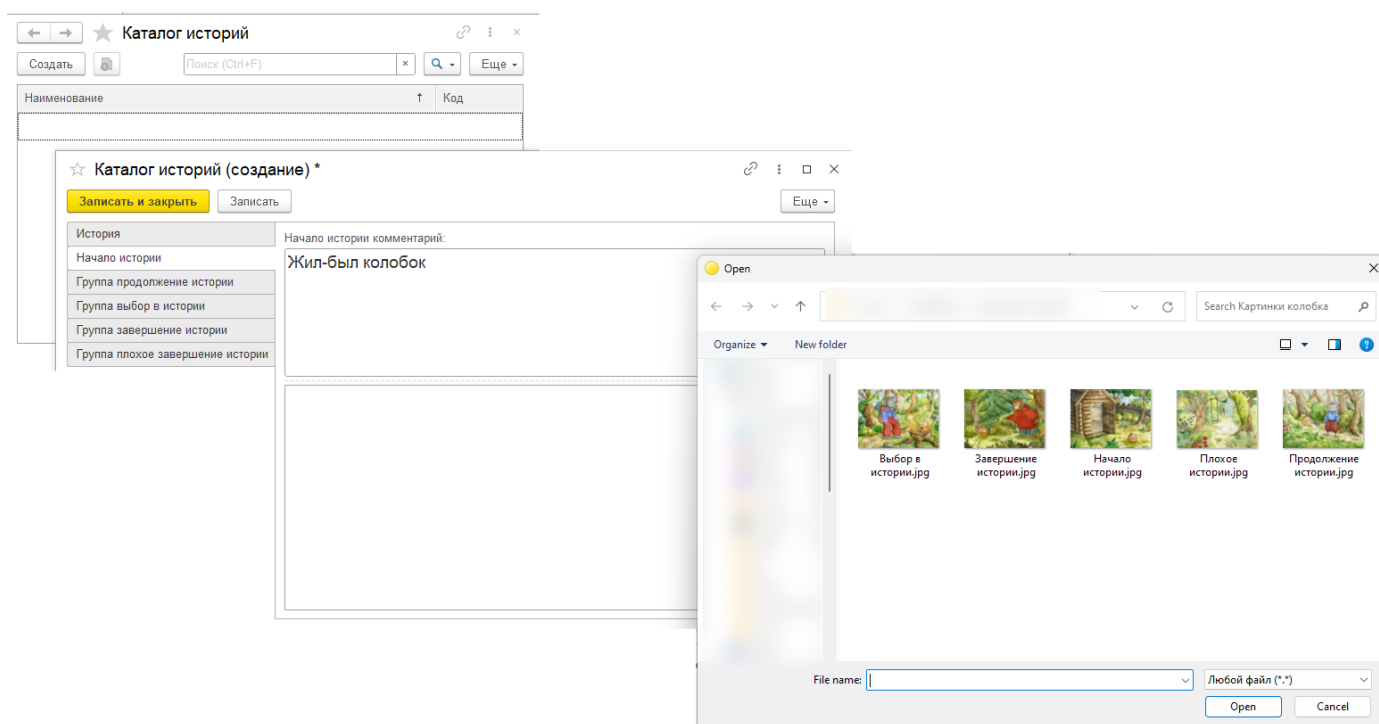 Каталог историй
Создать
Поиск (Ctrl+F)
Еще
Наименование
Код
Каталог историй (создание) *
Записать и закрыть
Записать
Еще
История
Начало истории
Группа продолжение истории
Группа выбор в истории
Группа завершение истории
Группа плохое завершение истории
Начало истории комментарий:
Жил-был колобок
Open
Search Картинки колобка
Organize
New folder
Выбор в
истории.jpg
Завершение
истории.jpg
Начало
истории.jpg
Плохое
истории.jpg
Продолжение
истории.jpg
File name:
Любой файл (*.*)
Open
Cancel